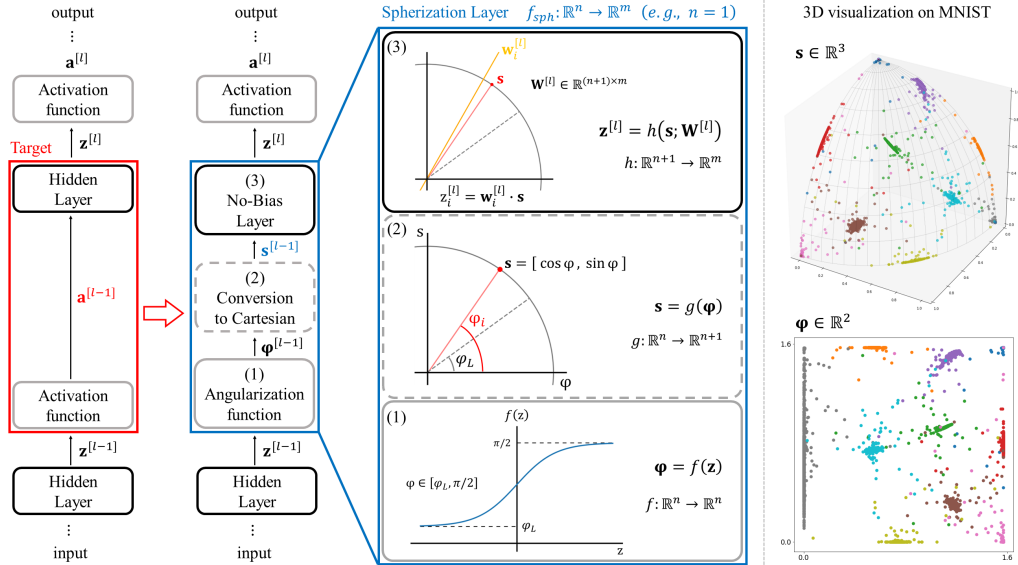 output
⋮
a^[l]
Activation
function
z^[l]
Target
Hidden
Layer
a^[l−1]
Activation
function
z^[l−1]
Hidden
Layer
⋮
input
output
⋮
a^[l]
Activation
function
z^[l]
(3)
No-Bias
Layer
s^[l−1]
(2)
Conversion
to Cartesian
φ^[l−1]
(1)
Angularization
function
z^[l−1]
Hidden
Layer
⋮
input
Spherization Layer f_sph: ℝ^n → ℝ^m (e.g., n = 1)
(3)
w_i^[l]
s
W^[l] ∈ ℝ^(n+1)×m
z^[l] = h(s; W^[l])
h: ℝ^n+1 → ℝ^m
z_i^[l] = w_i^[l] · s
(2)
s
s = [ cos φ , sin φ ]
φ_i
φ_L
φ
s = g(φ)
g: ℝ^n → ℝ^n+1
(1)
f(z)
π/2
φ ∈ [φ_L, π/2]
φ_L
z
φ = f(z)
f: ℝ^n → ℝ^n
3D visualization on MNIST
s ∈ ℝ^3
φ ∈ ℝ^2
1.6
0.0
0.0
1.6